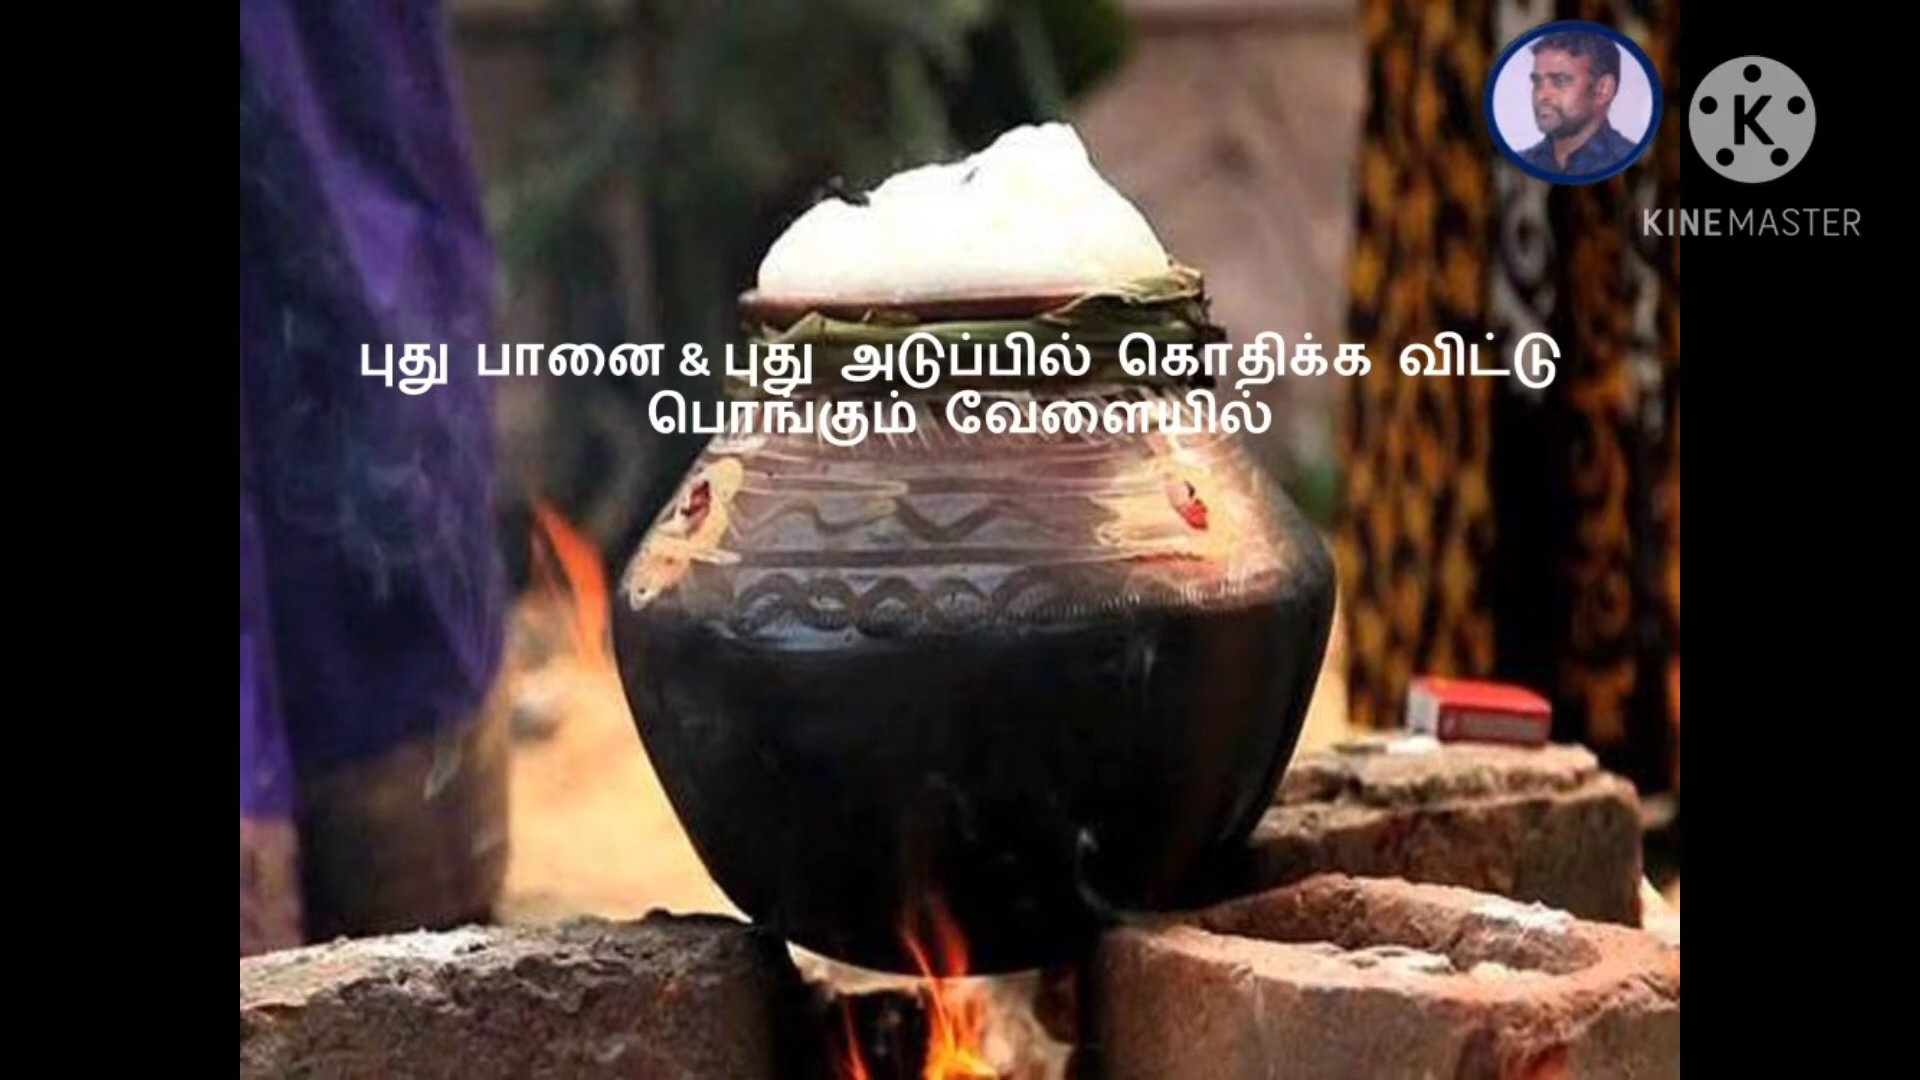 K
KINEMASTER
புது பானை & புது அடுப்பில் கொதிக்க விட்டு
பொங்கும் வேளையில்